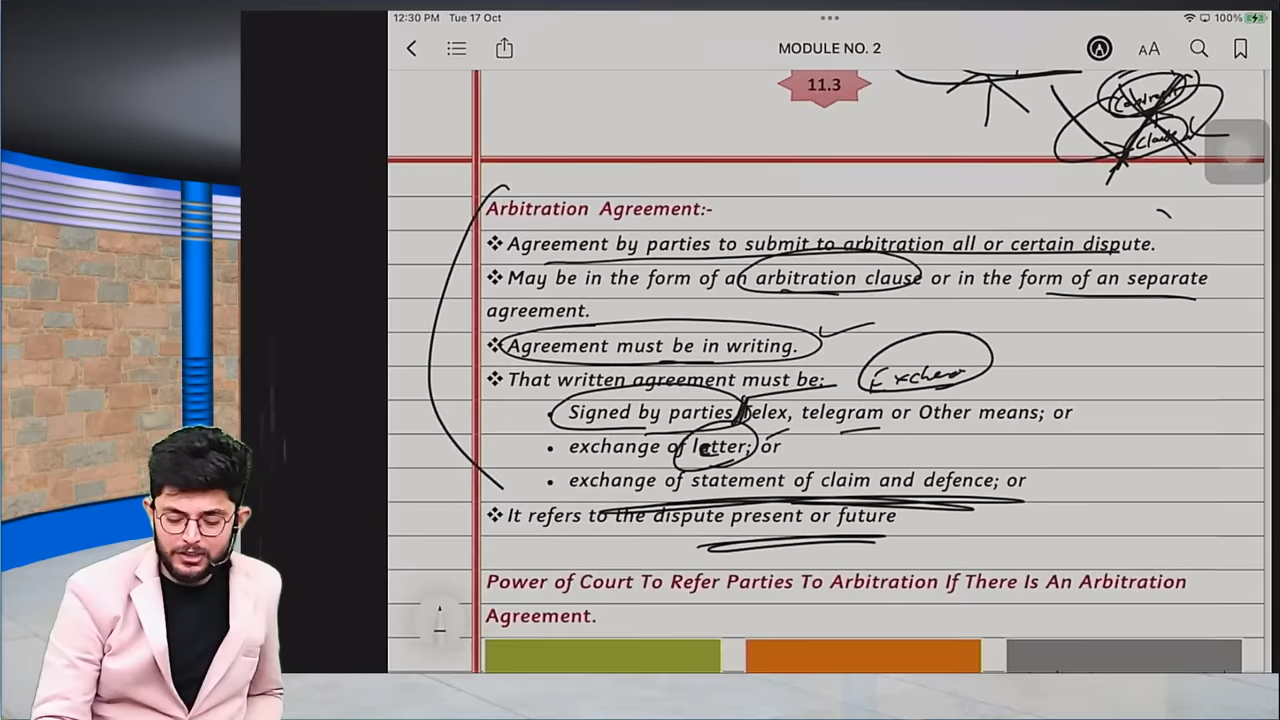 12:30 PM Tue 17 Oct
100%
MODULE NO. 2
11.3
Clause
Arbitration Agreement:-
❖Agreement by parties to submit to arbitration all or certain dispute.
❖May be in the form of an arbitration clause or in the form of an separate
agreement.
❖Agreement must be in writing.
❖That written agreement must be:
• Signed by parties, telex, telegram or Other means; or
• exchange of letter; or
• exchange of statement of claim and defence; or
❖It refers to the dispute present or future
Power of Court To Refer Parties To Arbitration If There Is An Arbitration
Agreement.